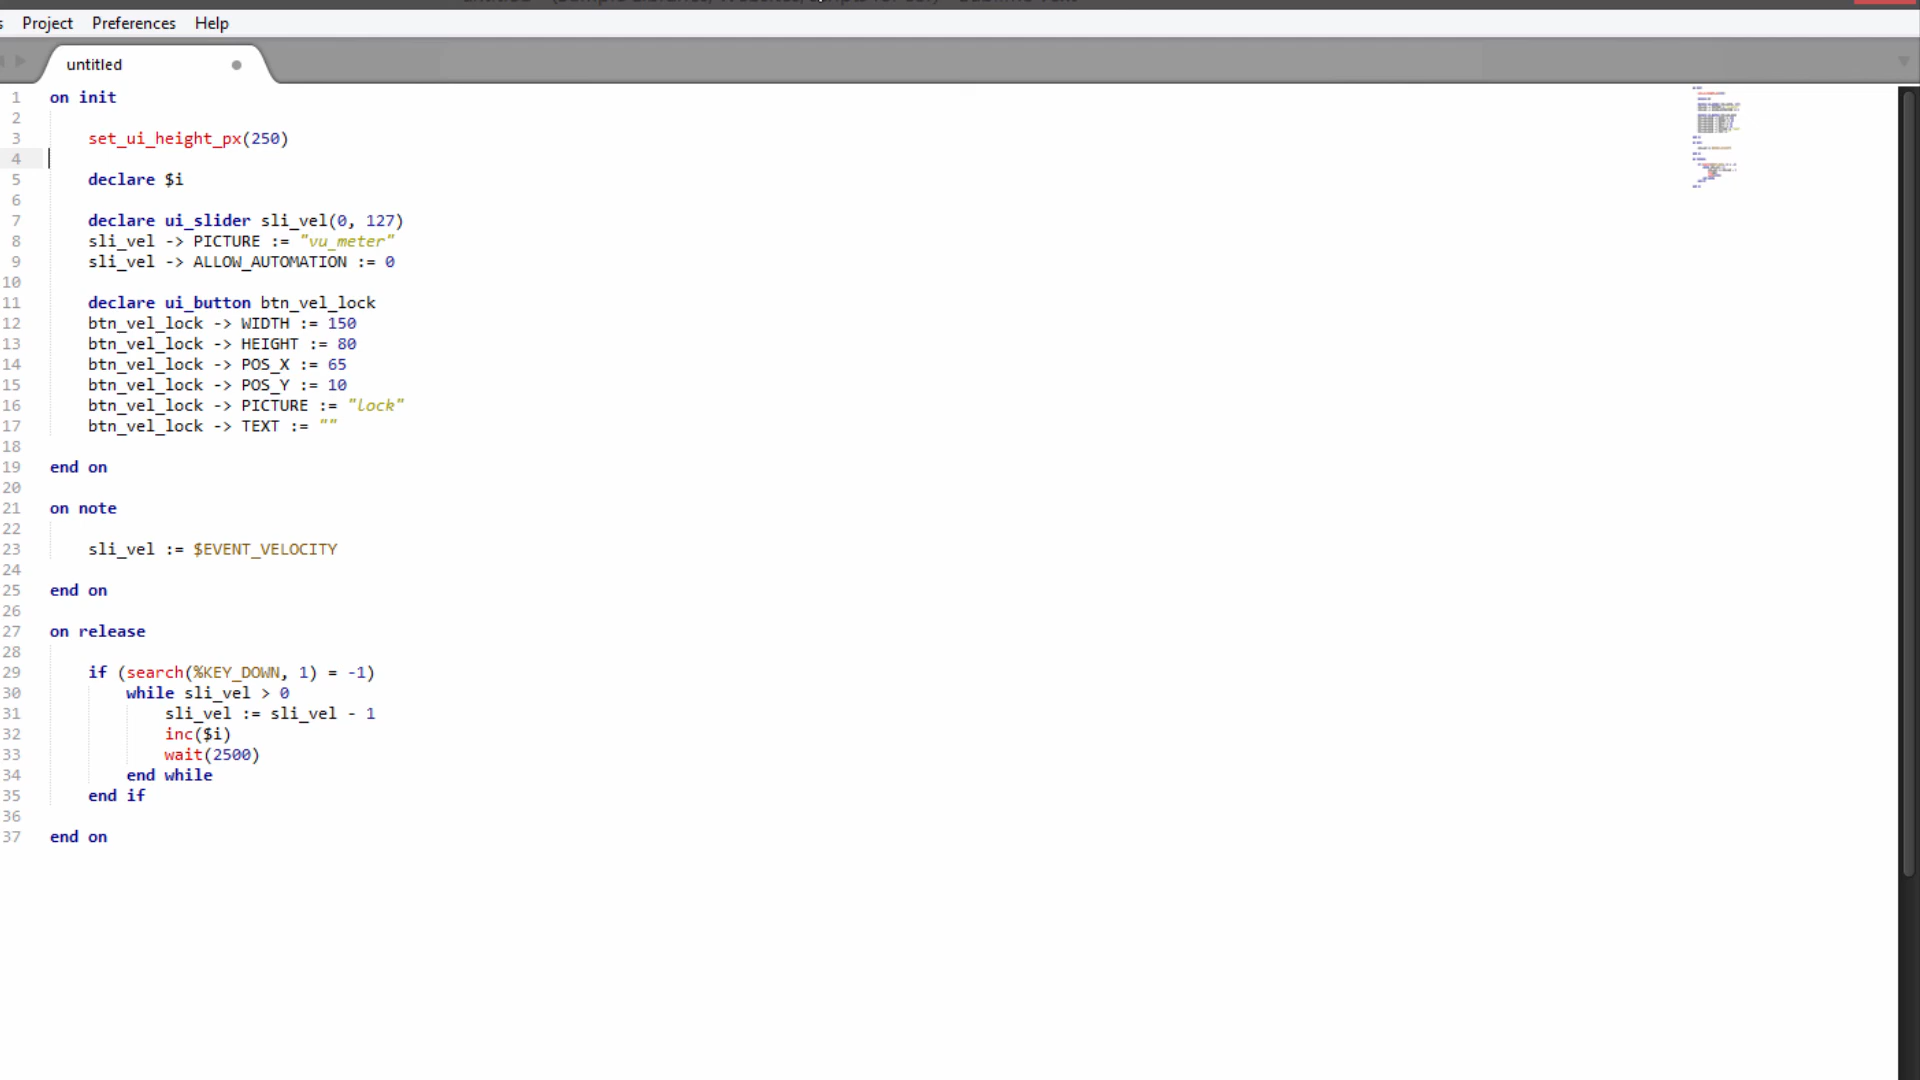 Project Preferences Help
untitled
1 on init
2
3 set_ui_height_px(250)
4
5 declare $i
6
7 declare ui_slider sli_vel(0, 127)
8 sli_vel -> PICTURE := "vu_meter"
9 sli_vel -> ALLOW_AUTOMATION := 0
10
11 declare ui_button btn_vel_lock
12 btn_vel_lock -> WIDTH := 150
13 btn_vel_lock -> HEIGHT := 80
14 btn_vel_lock -> POS_X := 65
15 btn_vel_lock -> POS_Y := 10
16 btn_vel_lock -> PICTURE := "lock"
17 btn_vel_lock -> TEXT := ""
18
19 end on
20
21 on note
22
23 sli_vel := $EVENT_VELOCITY
24
25 end on
26
27 on release
28
29 if (search(%KEY_DOWN, 1) = -1)
30 while sli_vel > 0
31 sli_vel := sli_vel - 1
32 inc($i)
33 wait(2500)
34 end while
35 end if
36
37 end on